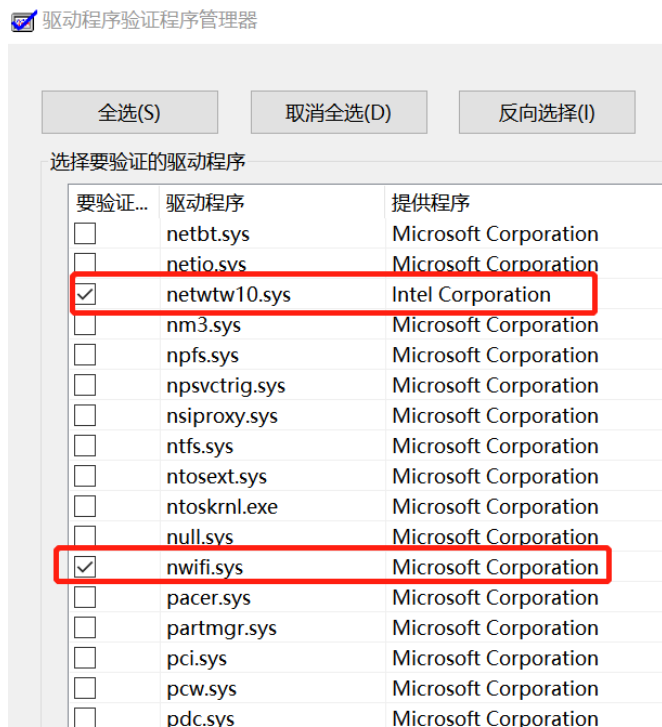 驱动程序验证程序管理器
全选(S) 取消全选(D) 反向选择(I)
选择要验证的驱动程序
要验证... 驱动程序 提供程序
netbt.sys Microsoft Corporation
netio.sys Microsoft Corporation
netwtw10.sys Intel Corporation
nm3.sys Microsoft Corporation
npfs.sys Microsoft Corporation
npsvctrig.sys Microsoft Corporation
nsiproxy.sys Microsoft Corporation
ntfs.sys Microsoft Corporation
ntosext.sys Microsoft Corporation
ntoskrnl.exe Microsoft Corporation
null.sys Microsoft Corporation
nwifi.sys Microsoft Corporation
pacer.sys Microsoft Corporation
partmgr.sys Microsoft Corporation
pci.sys Microsoft Corporation
pcw.sys Microsoft Corporation
pdc.sys Microsoft Corporation